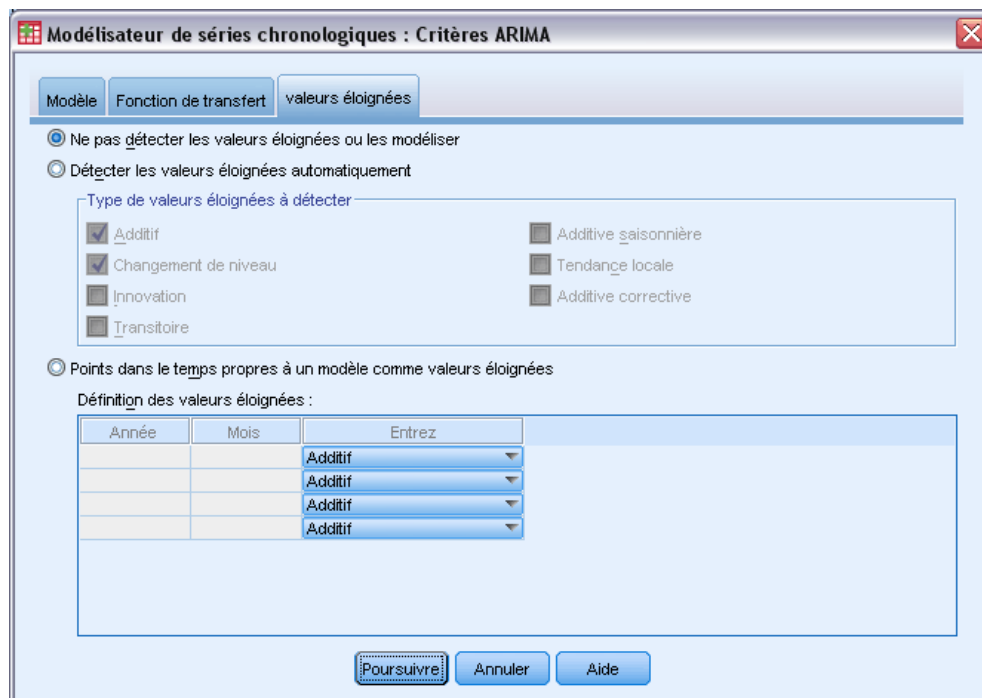 Modélisateur de séries chronologiques : Critères ARIMA
Modèle Fonction de transfert valeurs éloignées
Ne pas détecter les valeurs éloignées ou les modéliser
Détecter les valeurs éloignées automatiquement
Type de valeurs éloignées à détecter
Additif Additive saisonnière
Changement de niveau Tendance locale
Innovation Additive corrective
Transitoire
Points dans le temps propres à un modèle comme valeurs éloignées
Définition des valeurs éloignées :
Année Mois Entrez
Additif
Additif
Additif
Additif
Poursuivre Annuler Aide